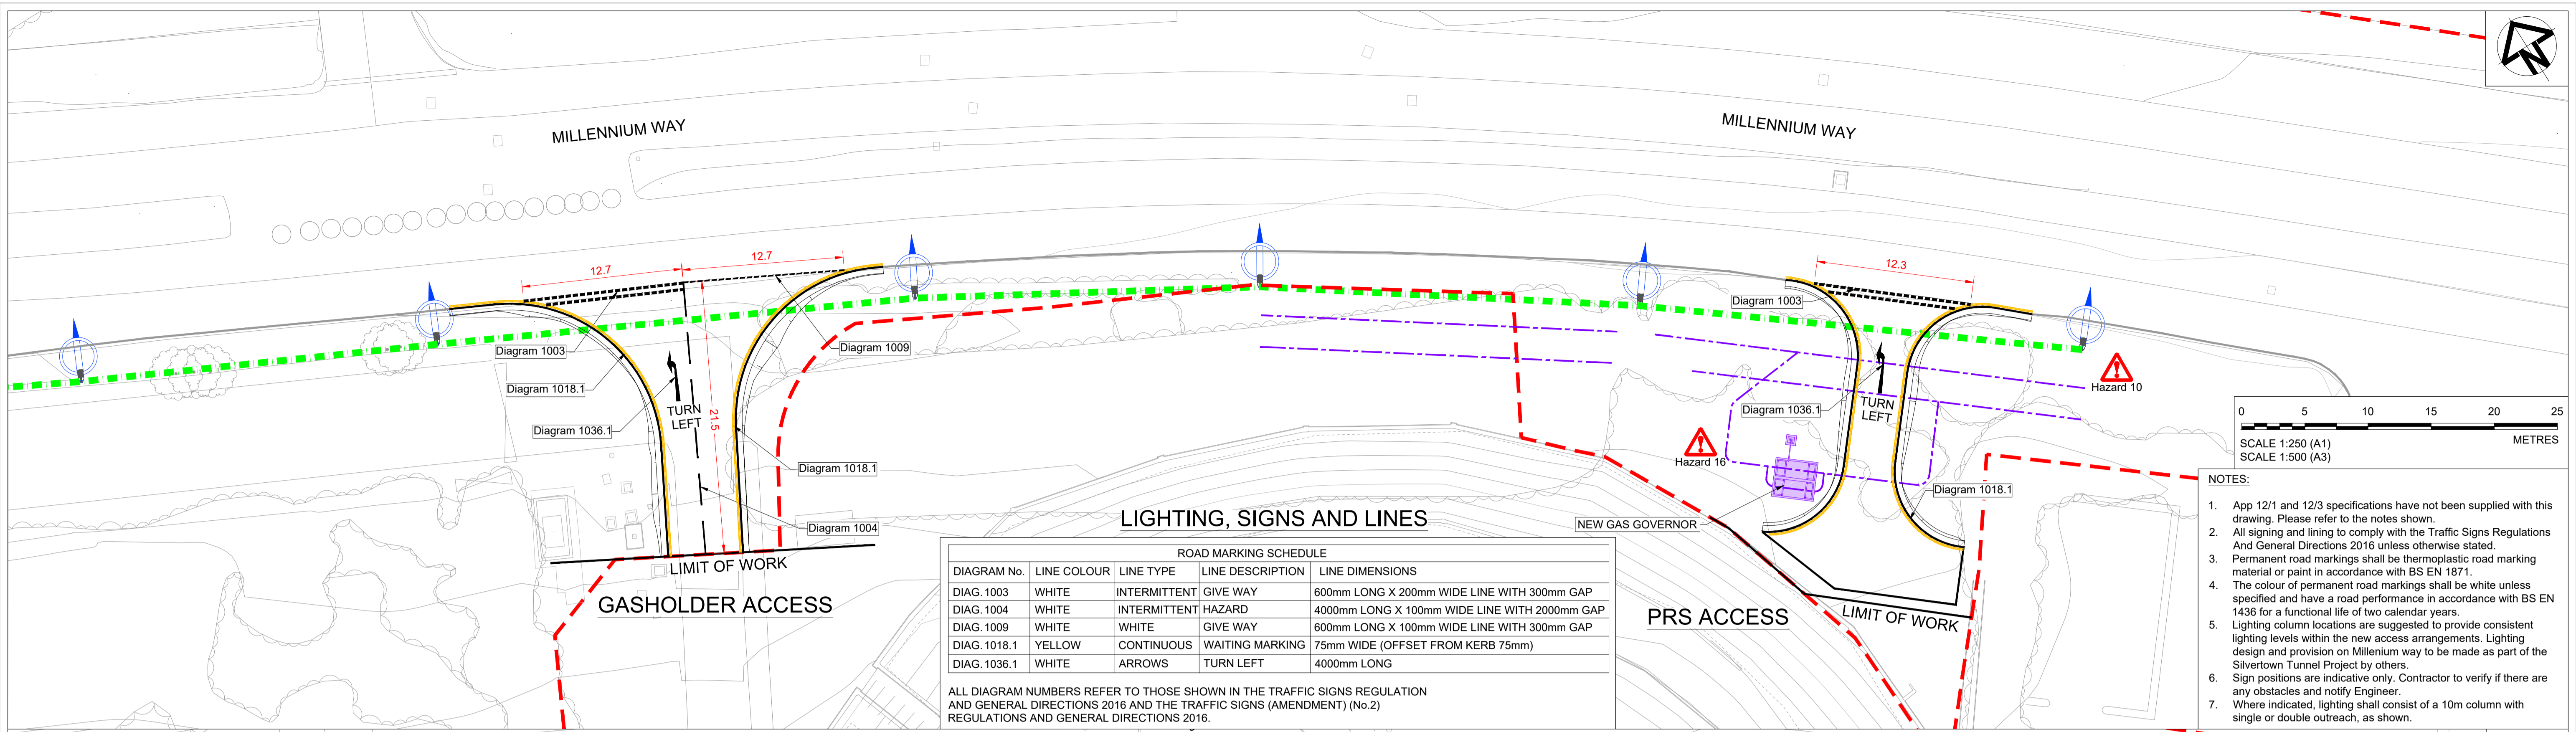 N
MILLENNIUM WAY
MILLENNIUM WAY
12.7
12.7
12.3
Diagram 1003
Diagram 1003
Diagram 1009
Diagram 1018.1
TURN
LEFT
21.5
Diagram 1036.1
Diagram 1018.1
Diagram 1004
LIMIT OF WORK
GASHOLDER ACCESS
Hazard 10
Diagram 1036.1
TURN
LEFT
Hazard 16
Diagram 1018.1
NEW GAS GOVERNOR
PRS ACCESS
LIMIT OF WORK
0 5 10 15 20 25
METRES
SCALE 1:250 (A1)
SCALE 1:500 (A3)
LIGHTING, SIGNS AND LINES
ROAD MARKING SCHEDULE
DIAGRAM No. LINE COLOUR LINE TYPE LINE DESCRIPTION LINE DIMENSIONS
DIAG. 1003 WHITE INTERMITTENT GIVE WAY 600mm LONG X 200mm WIDE LINE WITH 300mm GAP
DIAG. 1004 WHITE INTERMITTENT HAZARD 4000mm LONG X 100mm WIDE LINE WITH 2000mm GAP
DIAG. 1009 WHITE WHITE GIVE WAY 600mm LONG X 100mm WIDE LINE WITH 300mm GAP
DIAG. 1018.1 YELLOW CONTINUOUS WAITING MARKING 75mm WIDE (OFFSET FROM KERB 75mm)
DIAG. 1036.1 WHITE ARROWS TURN LEFT 4000mm LONG
ALL DIAGRAM NUMBERS REFER TO THOSE SHOWN IN THE TRAFFIC SIGNS REGULATION
AND GENERAL DIRECTIONS 2016 AND THE TRAFFIC SIGNS (AMENDMENT) (No.2)
REGULATIONS AND GENERAL DIRECTIONS 2016.
NOTES:
1. App 12/1 and 12/3 specifications have not been supplied with this
drawing. Please refer to the notes shown.
2. All signing and lining to comply with the Traffic Signs Regulations
And General Directions 2016 unless otherwise stated.
3. Permanent road markings shall be thermoplastic road marking
material or paint in accordance with BS EN 1871.
4. The colour of permanent road markings shall be white unless
specified and have a road performance in accordance with BS EN
1436 for a functional life of two calendar years.
5. Lighting column locations are suggested to provide consistent
lighting levels within the new access arrangements. Lighting
design and provision on Millenium way to be made as part of the
Silvertown Tunnel Project by others.
6. Sign positions are indicative only. Contractor to verify if there are
any obstacles and notify Engineer.
7. Where indicated, lighting shall consist of a 10m column with
single or double outreach, as shown.